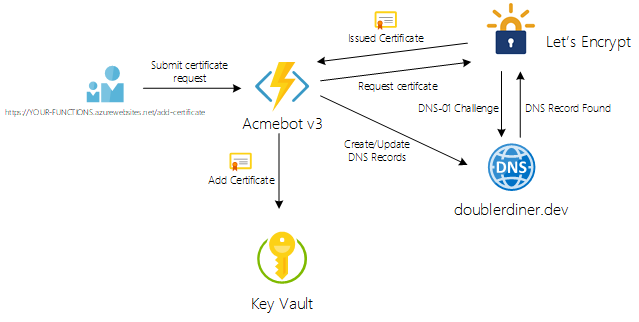 Issued Certificate
Let's Encrypt
Submit certificate
request
https://YOUR-FUNCTIONS.azurewebsites.net/add-certificate
Request certifcate
DNS-01 Challenge
DNS Record Found
Acmebot v3
Create/Update
DNS Records
DNS
Add Certificate
doublerdiner.dev
Key Vault